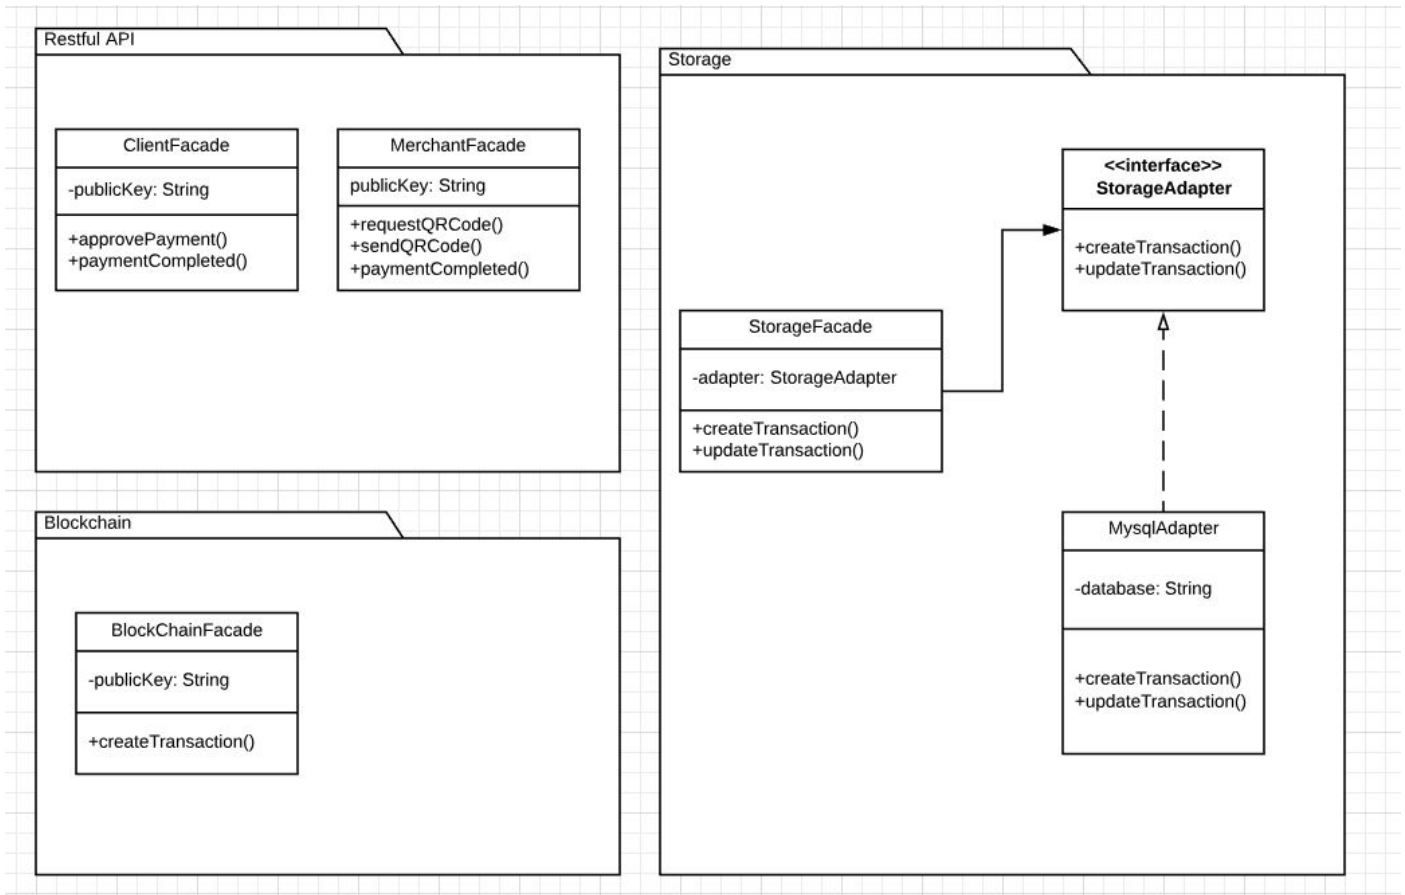 Restful API
ClientFacade
-publicKey: String
+approvePayment()
+paymentCompleted()
MerchantFacade
publicKey: String
+requestQRCode()
+sendQRCode()
+paymentCompleted()
Blockchain
BlockChainFacade
-publicKey: String
+createTransaction()
Storage
StorageFacade
-adapter: StorageAdapter
+createTransaction()
+updateTransaction()
<<interface>>
StorageAdapter
+createTransaction()
+updateTransaction()
MysqlAdapter
-database: String
+createTransaction()
+updateTransaction()